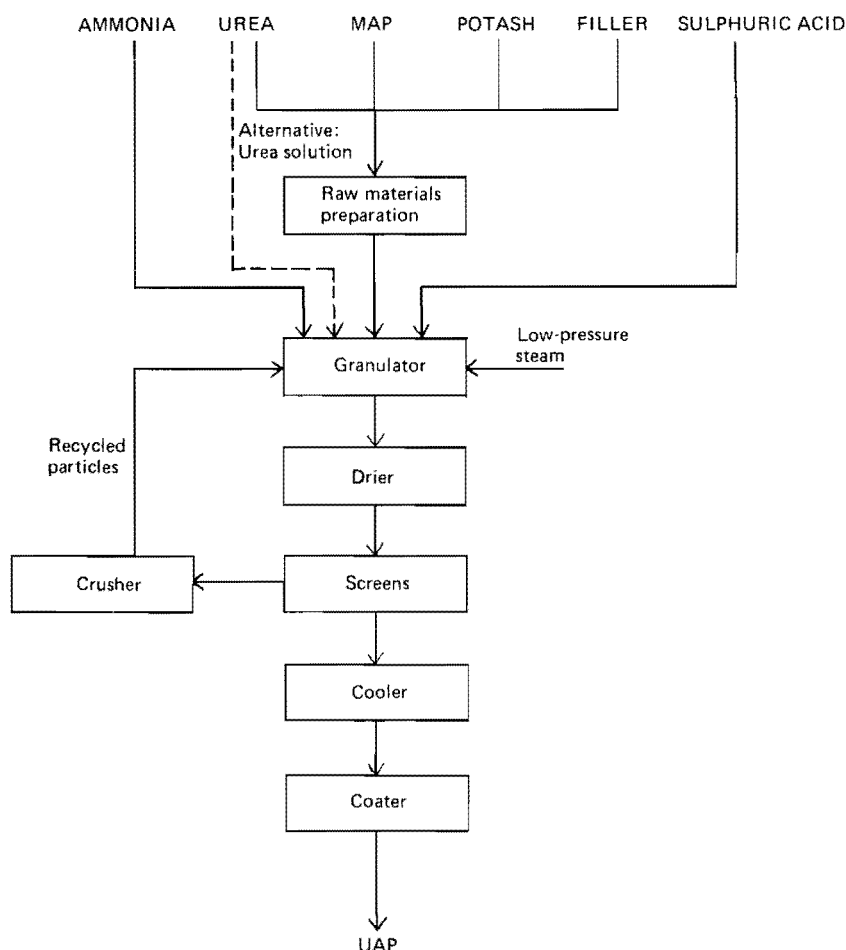 AMMONIA UREA MAP POTASH FILLER SULPHURIC ACID
Alternative:
Urea solution
Raw materials
preparation
Low-pressure
steam
Granulator
Recycled
particles
Drier
Crusher
Screens
Cooler
Coater
UAP